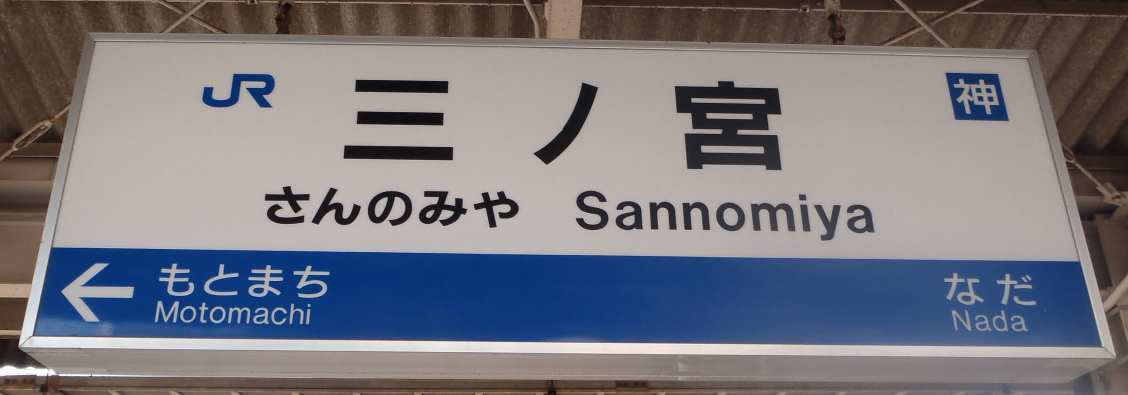 JR 三ノ宮 神
さんのみや Sannomiya
← もとまち なだ
Motomachi Nada